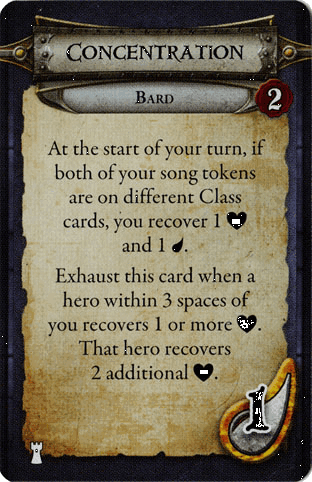 CONCENTRATION
BARD
2
At the start of your turn, if
both of your song tokens
are on different Class
cards, you recover 1
and 1 .
Exhaust this card when a
hero within 3 spaces of
you recovers 1 or more .
That hero recovers
2 additional .
1